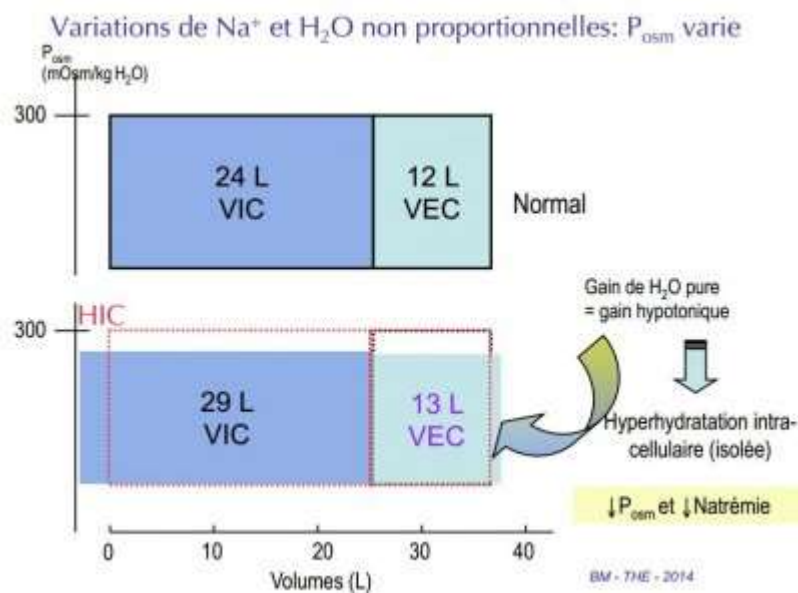 Variations de Na⁺ et H₂O non proportionnelles: Pₒₛₘ varie
Pₒₛₘ
(mOsm/kg H₂O)
300
24 L
VIC
12 L
VEC
Normal
Gain de H₂O pure
= gain hypotonique
HIC
300
29 L
VIC
13 L
VEC
Hyperhydratation intra-
cellulaire (isolée)
↓Pₒₛₘ et ↓Natrémie
0 10 20 30 40
Volumes (L)
BM - THE - 2014